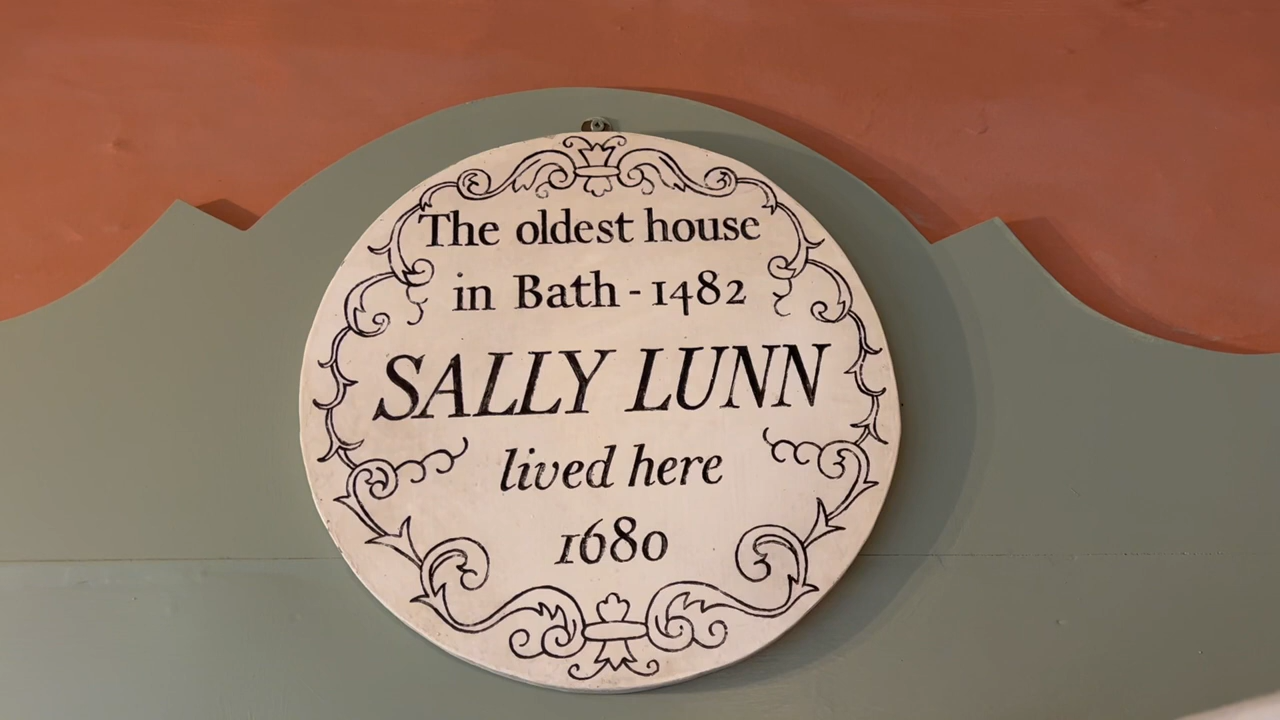 The oldest house
in Bath - 1482
SALLY LUNN
lived here
1680